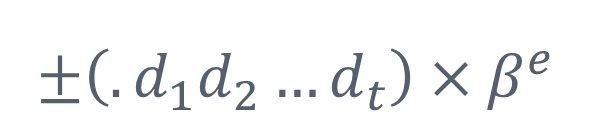 ±(. d₁d₂ … dₜ) × βᵉ